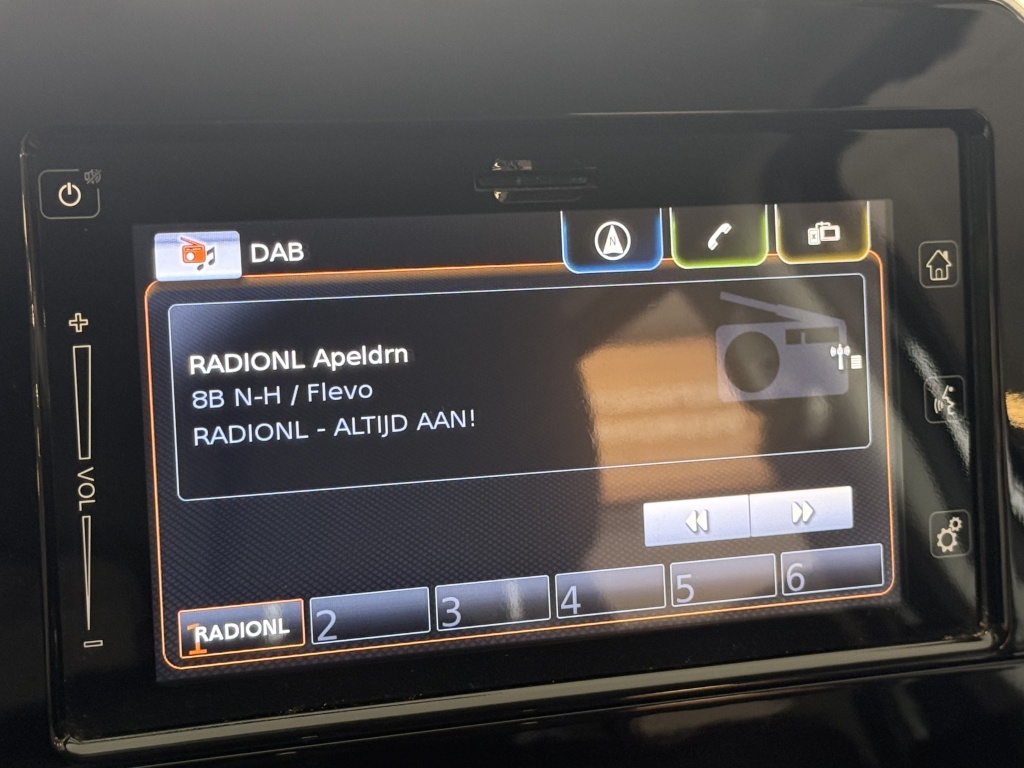 DAB
N
RADIONL Apeldrn
8B N-H / Flevo
RADIONL - ALTIJD AAN!
+
VOL
-
1 RADIONL 2 3 4 5 6